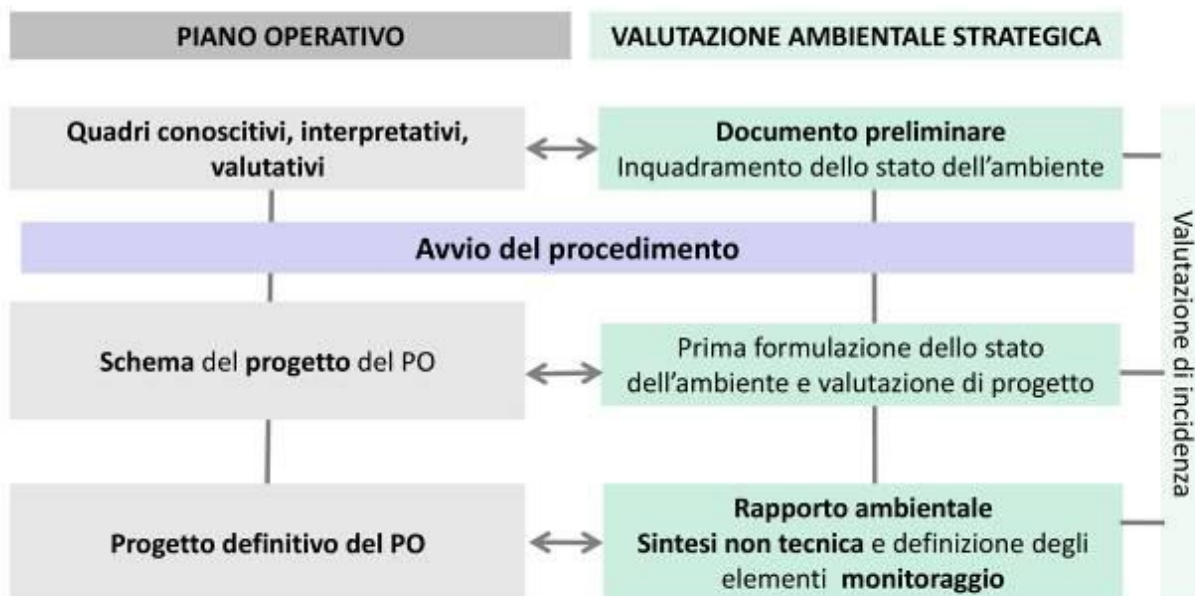 PIANO OPERATIVO
VALUTAZIONE AMBIENTALE STRATEGICA
Quadri conoscitivi, interpretativi,
valutativi
Documento preliminare
Inquadramento dello stato dell'ambiente
Avvio del procedimento
Schema del progetto del PO
Prima formulazione dello stato
dell'ambiente e valutazione di progetto
Progetto definitivo del PO
Rapporto ambientale
Sintesi non tecnica e definizione degli
elementi monitoraggio
Valutazione di incidenza